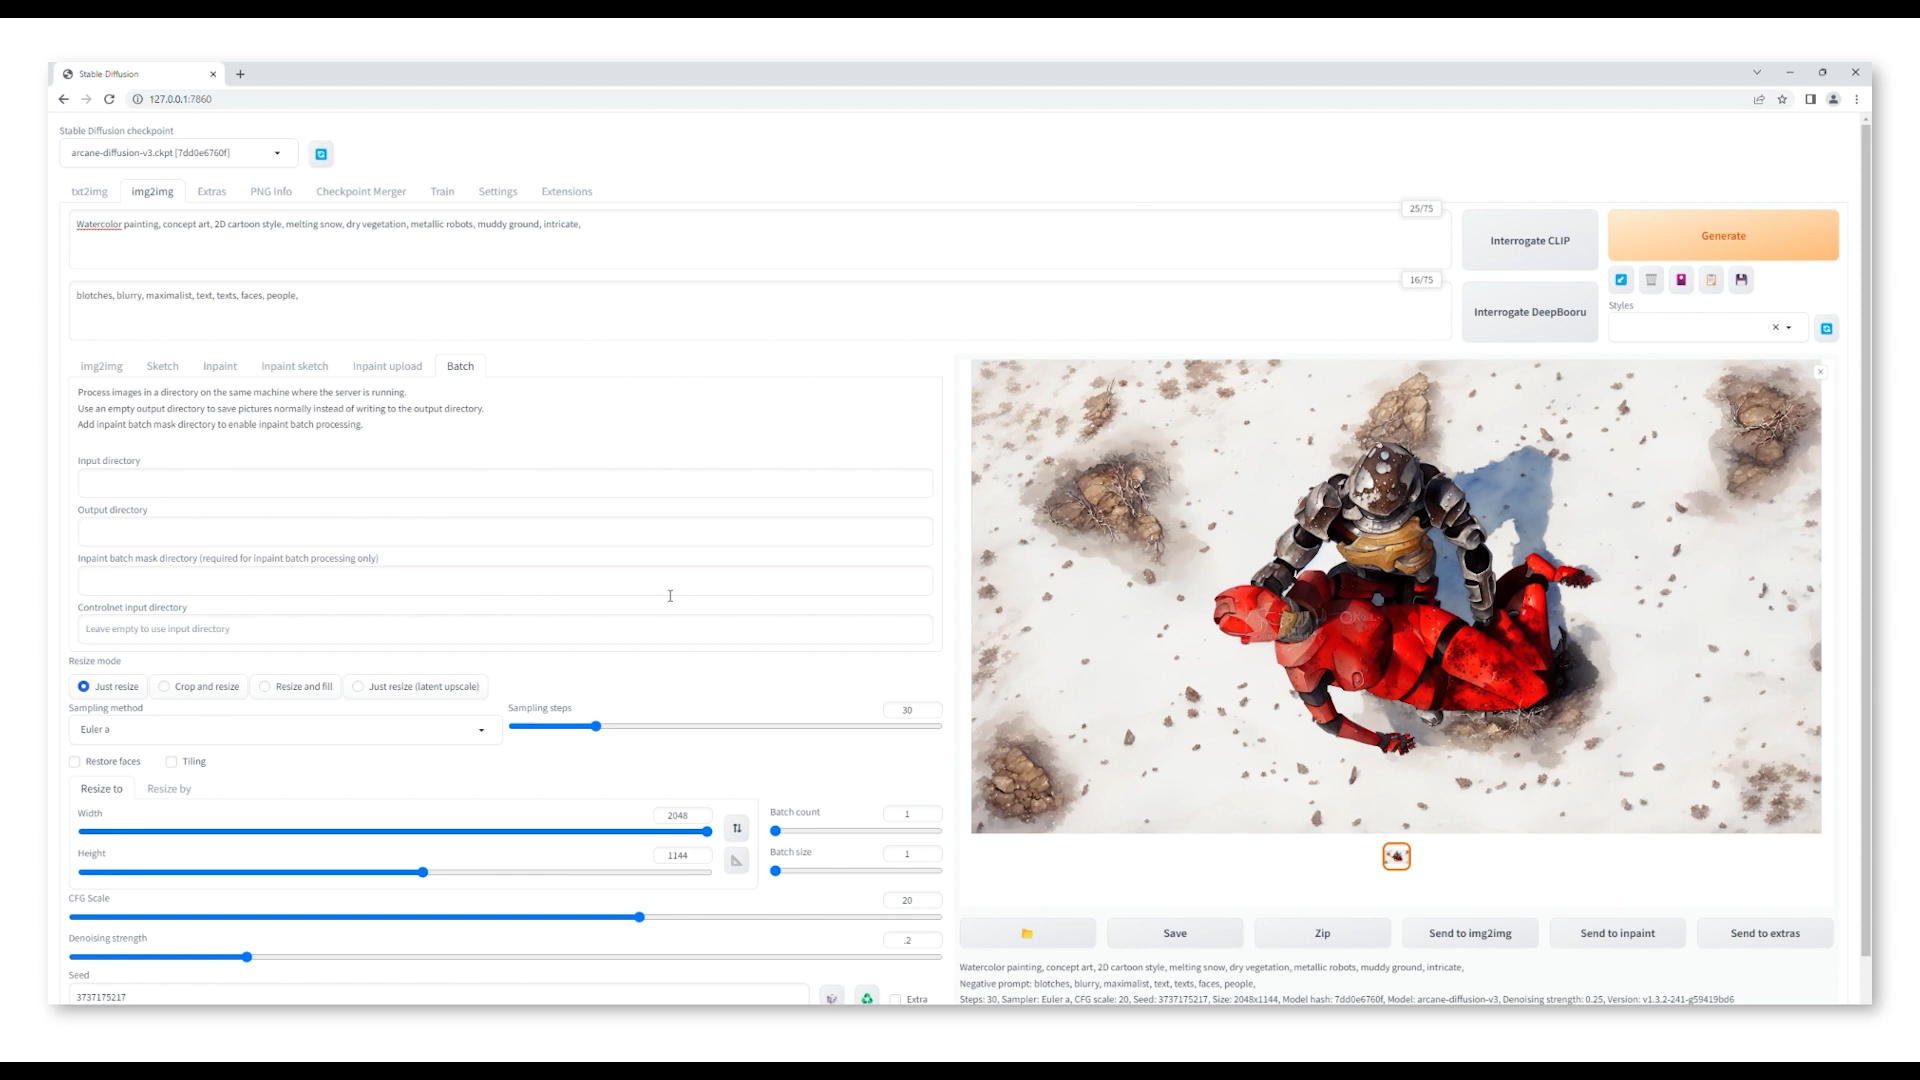 Stable Diffusion
127.0.0.1:7860
Stable Diffusion checkpoint
arcane-diffusion-v3.ckpt [7dd0e6760f]
txt2img img2img Extras PNG Info Checkpoint Merger Train Settings Extensions
25/75
Watercolor painting, concept art, 2D cartoon style, melting snow, dry vegetation, metallic robots, muddy ground, intricate,
Interrogate CLIP
Generate
16/75
blotches, blurry, maximalist, text, texts, faces, people,
Interrogate DeepBooru
Styles
img2img Sketch Inpaint Inpaint sketch Inpaint upload Batch
Process images in a directory on the same machine where the server is running.
Use an empty output directory to save pictures normally instead of writing to the output directory.
Add inpaint batch mask directory to enable inpaint batch processing.
Input directory
Output directory
Inpaint batch mask directory (required for inpaint batch processing only)
Controlnet input directory
Leave empty to use input directory
Resize mode
Just resize Crop and resize Resize and fill Just resize (latent upscale)
Sampling method
Euler a
Sampling steps
30
Restore faces Tiling
Resize to Resize by
Width
2048
Batch count
1
Height
1144
Batch size
1
CFG Scale
20
Denoising strength
.2
Seed
3737175217
Extra
Save Zip Send to img2img Send to inpaint Send to extras
Watercolor painting, concept art, 2D cartoon style, melting snow, dry vegetation, metallic robots, muddy ground, intricate,
Negative prompt: blotches, blurry, maximalist, text, texts, faces, people,
Steps: 30, Sampler: Euler a, CFG scale: 20, Seed: 3737175217, Size: 2048x1144, Model hash: 7dd0e6760f, Model: arcane-diffusion-v3, Denoising strength: 0.25, Version: v1.3.2-241-g59419bd6